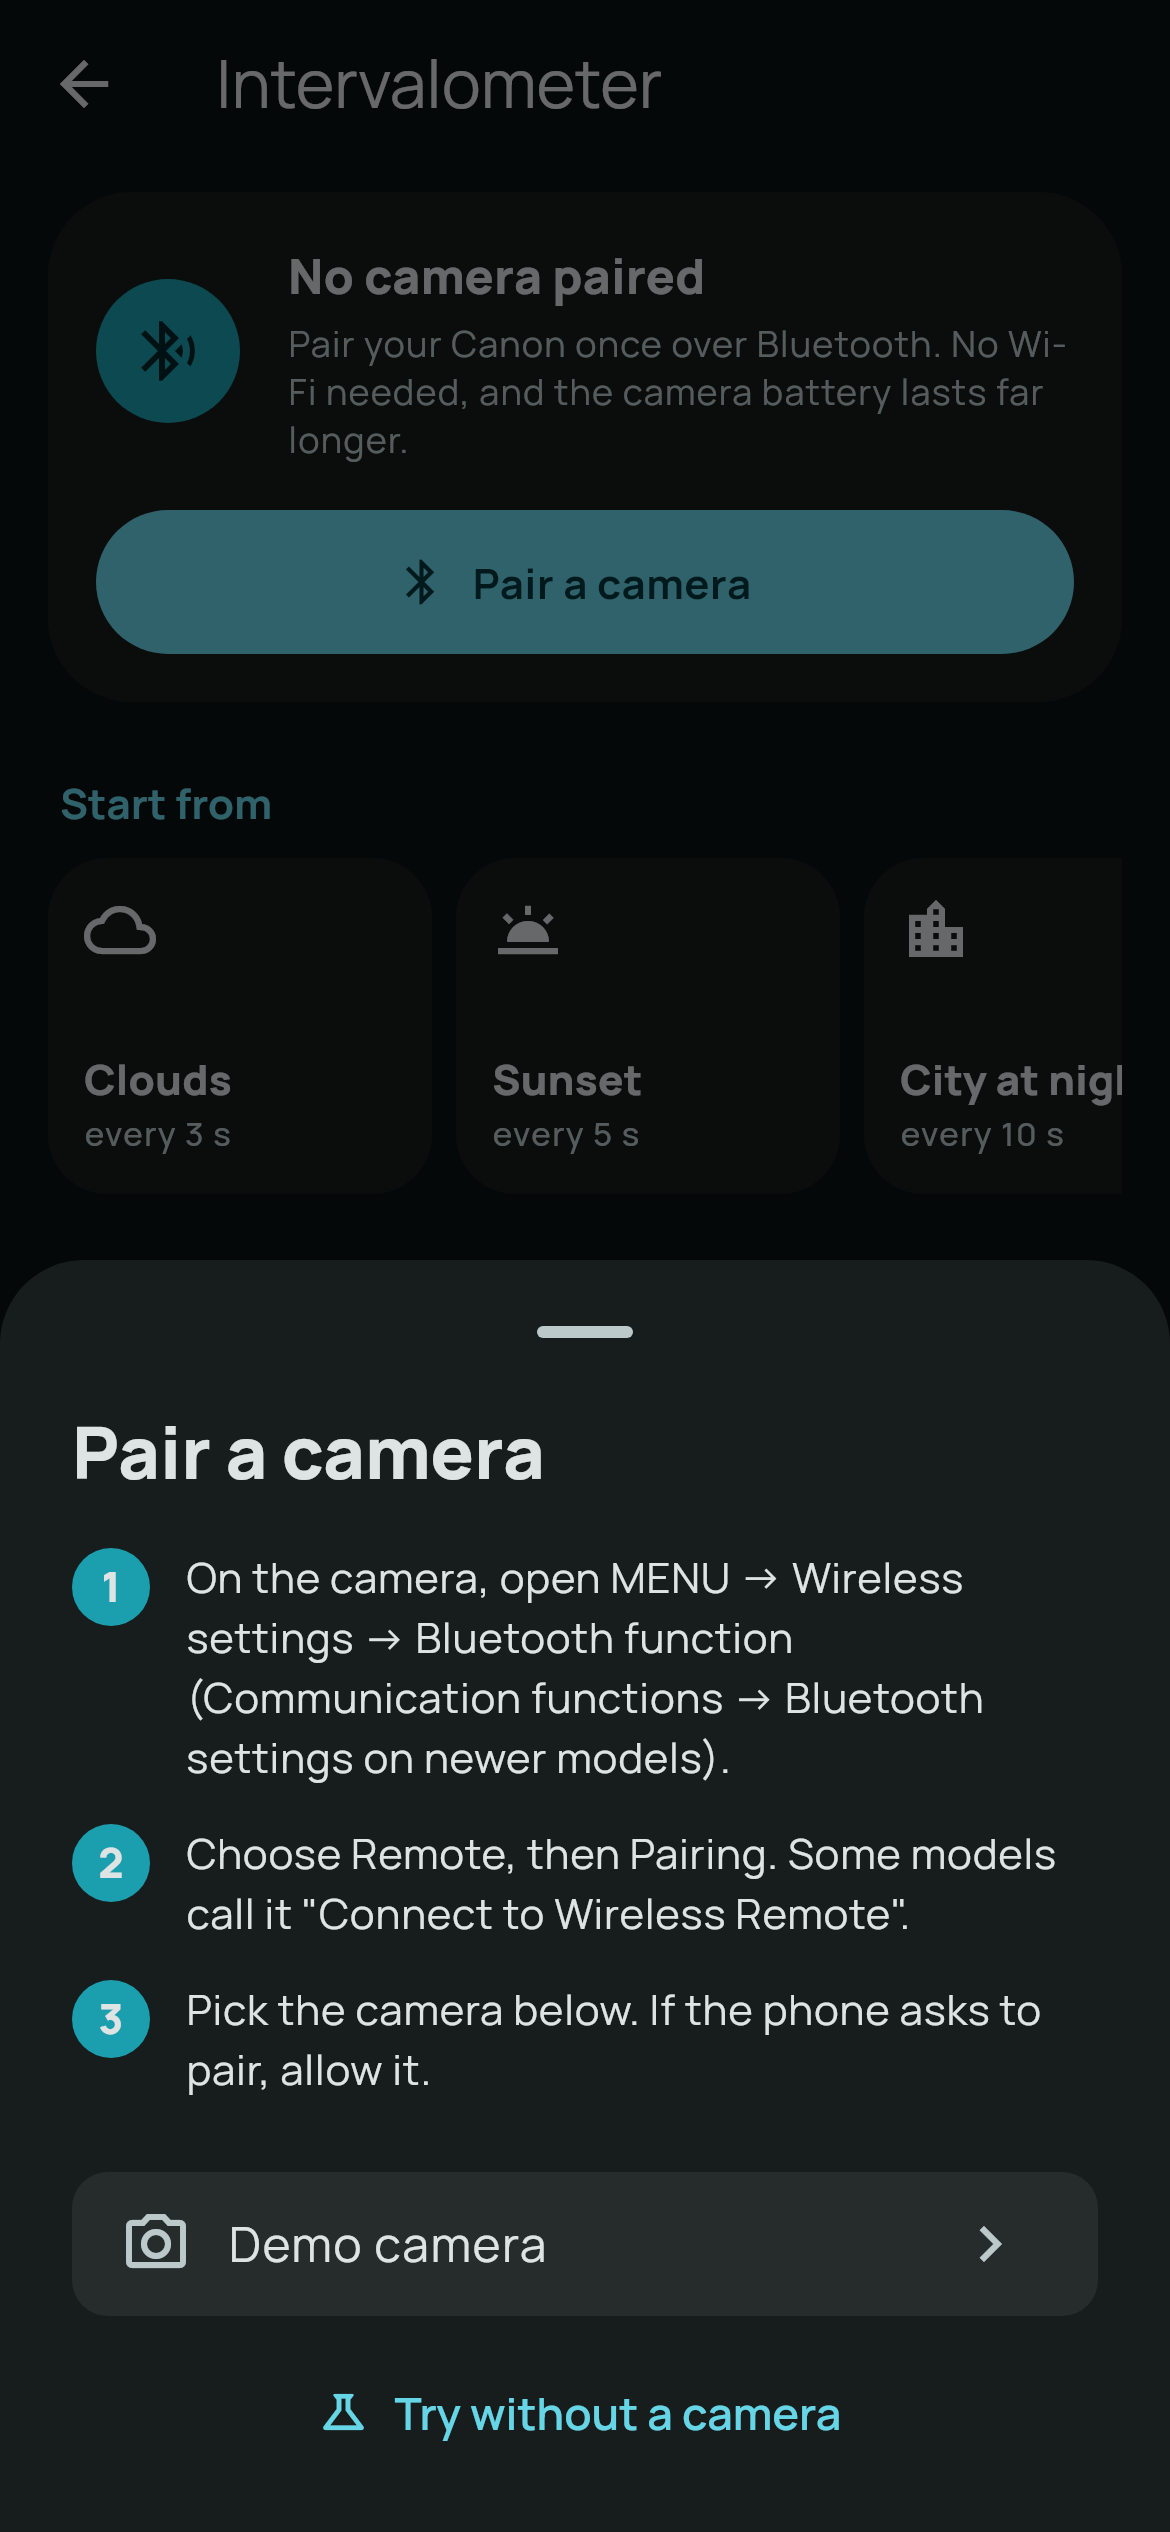 Intervalometer
No camera paired
Pair your Canon once over Bluetooth. No Wi-
Fi needed, and the camera battery lasts far
longer.
Pair a camera
Start from
Clouds
every 3 s
Sunset
every 5 s
City at nigh
every 10 s
Pair a camera
1
On the camera, open MENU → Wireless
settings → Bluetooth function
(Communication functions → Bluetooth
settings on newer models).
2
Choose Remote, then Pairing. Some models
call it "Connect to Wireless Remote".
3
Pick the camera below. If the phone asks to
pair, allow it.
Demo camera
Try without a camera